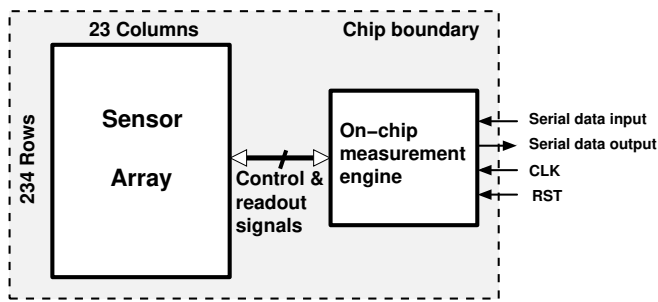 23 Columns
Chip boundary
234 Rows
Sensor
Array
Control &
readout
signals
On−chip
measurement
engine
Serial data input
Serial data output
CLK
RST